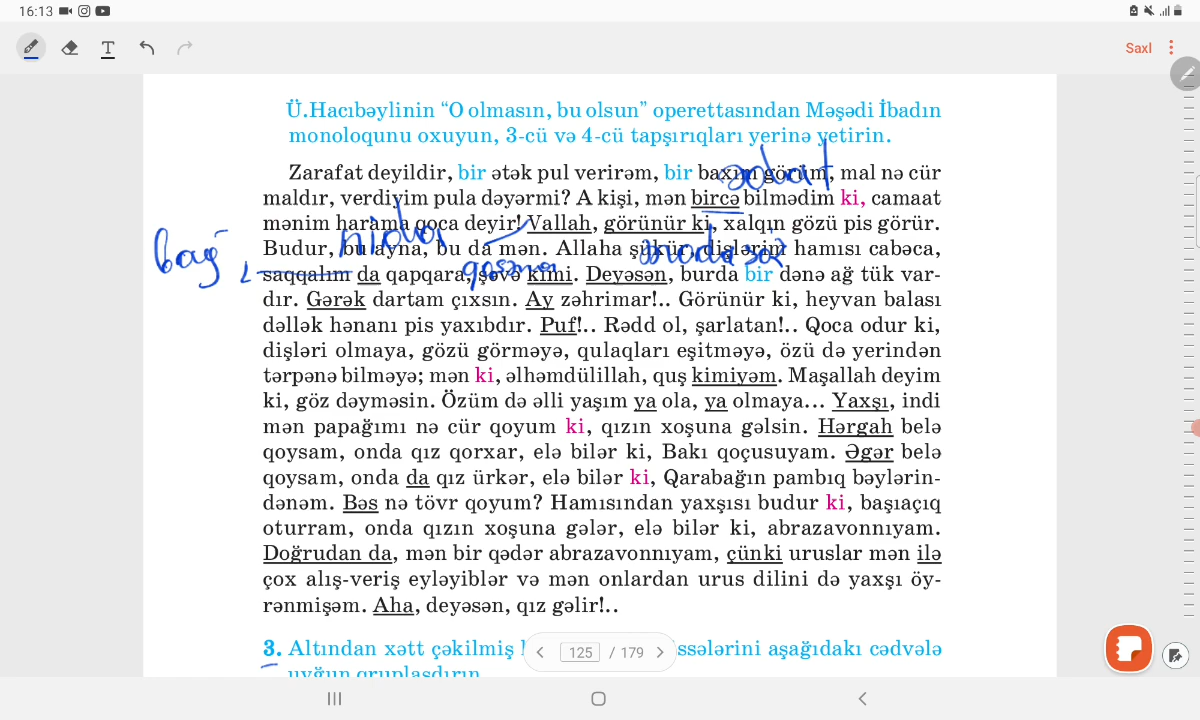 16:13
Saxl
Ü.Hacıbəylinin “O olmasın, bu olsun” operettasından Məşədi İbadın
monoloqunu oxuyun, 3-cü və 4-cü tapşırıqları yerinə yetirin.
Zarafat deyildir, bir ətək pul verirəm, bir baxım görüm, mal nə cür
ədat
maldır, verdiyim pula dəyərmi? A kişi, mən bircə bilmədim ki, camaat
mənim harama qoca deyir! Vallah, görünür ki, xalqın gözü pis görür.
bağ
nida
Budur, bu ayna, bu da mən. Allaha şükür, dişlərim hamısı cabəca,
qoşma
saqqalım da qapqara, şəvə kimi. Deyəsən, burda bir dənə ağ tük var-
dır. Gərək dartam çıxsın. Ay zəhrimar!.. Görünür ki, heyvan balası
dəllək hənanı pis yaxıbdır. Puf!.. Rədd ol, şarlatan!.. Qoca odur ki,
dişləri olmaya, gözü görməyə, qulaqları eşitməyə, özü də yerindən
tərpənə bilməyə; mən ki, əlhəmdülillah, quş kimiyəm. Maşallah deyim
ki, göz dəyməsin. Özüm də əlli yaşım ya ola, ya olmaya... Yaxşı, indi
mən papağımı nə cür qoyum ki, qızın xoşuna gəlsin. Hərgah belə
qoysam, onda qız qorxar, elə bilər ki, Bakı qoçusuyam. Əgər belə
qoysam, onda da qız ürkər, elə bilər ki, Qarabağın pambıq bəylərin-
dənəm. Bəs nə tövr qoyum? Hamısından yaxşısı budur ki, başıaçıq
oturram, onda qızın xoşuna gələr, elə bilər ki, abrazavonnıyam.
Doğrudan da, mən bir qədər abrazavonnıyam, çünki uruslar mən ilə
çox alış-veriş eyləyiblər və mən onlardan urus dilini də yaxşı öy-
rənmişəm. Aha, deyəsən, qız gəlir!..
3. Altından xətt çəkilmiş ssələrini aşağıdakı cədvələ
125 / 179
uyğun qruplaşdırın.